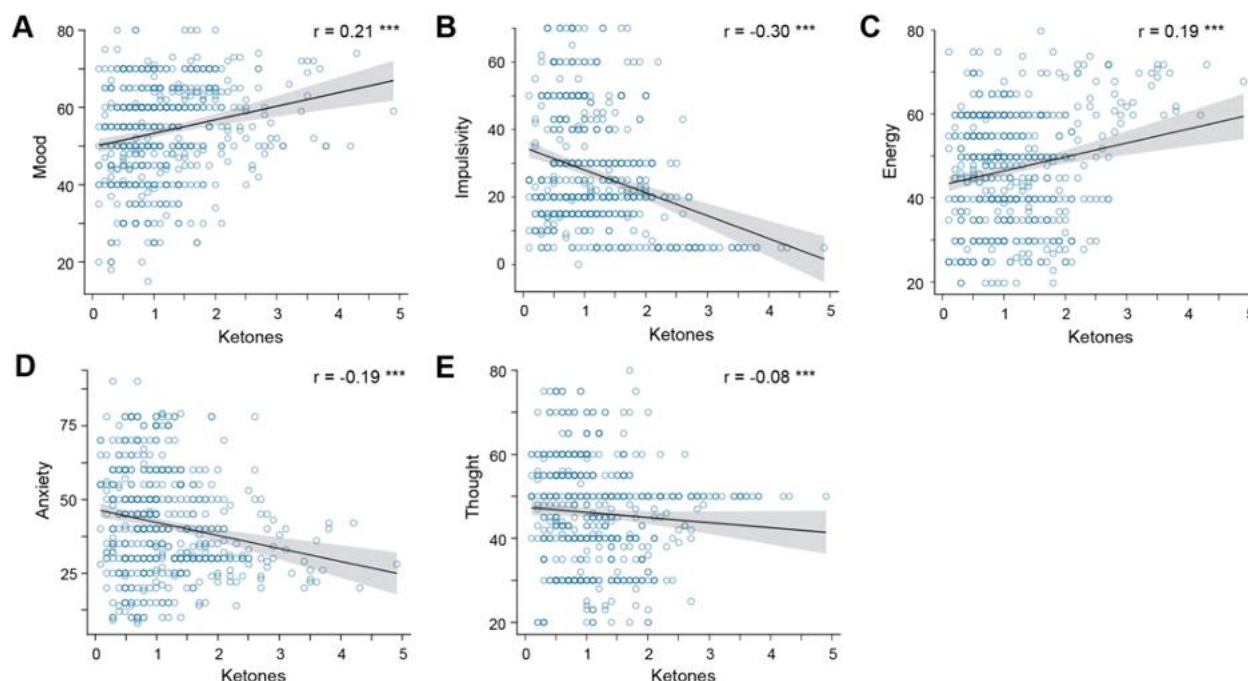 A
r = 0.21 ***
80
60
40
20
Mood
0 1 2 3 4 5
Ketones
B
r = -0.30 ***
60
40
20
0
Impulsivity
0 1 2 3 4 5
Ketones
C
r = 0.19 ***
80
60
40
20
Energy
0 1 2 3 4 5
Ketones
D
r = -0.19 ***
75
50
25
Anxiety
0 1 2 3 4 5
Ketones
E
r = -0.08 ***
80
60
40
20
Thought
0 1 2 3 4 5
Ketones